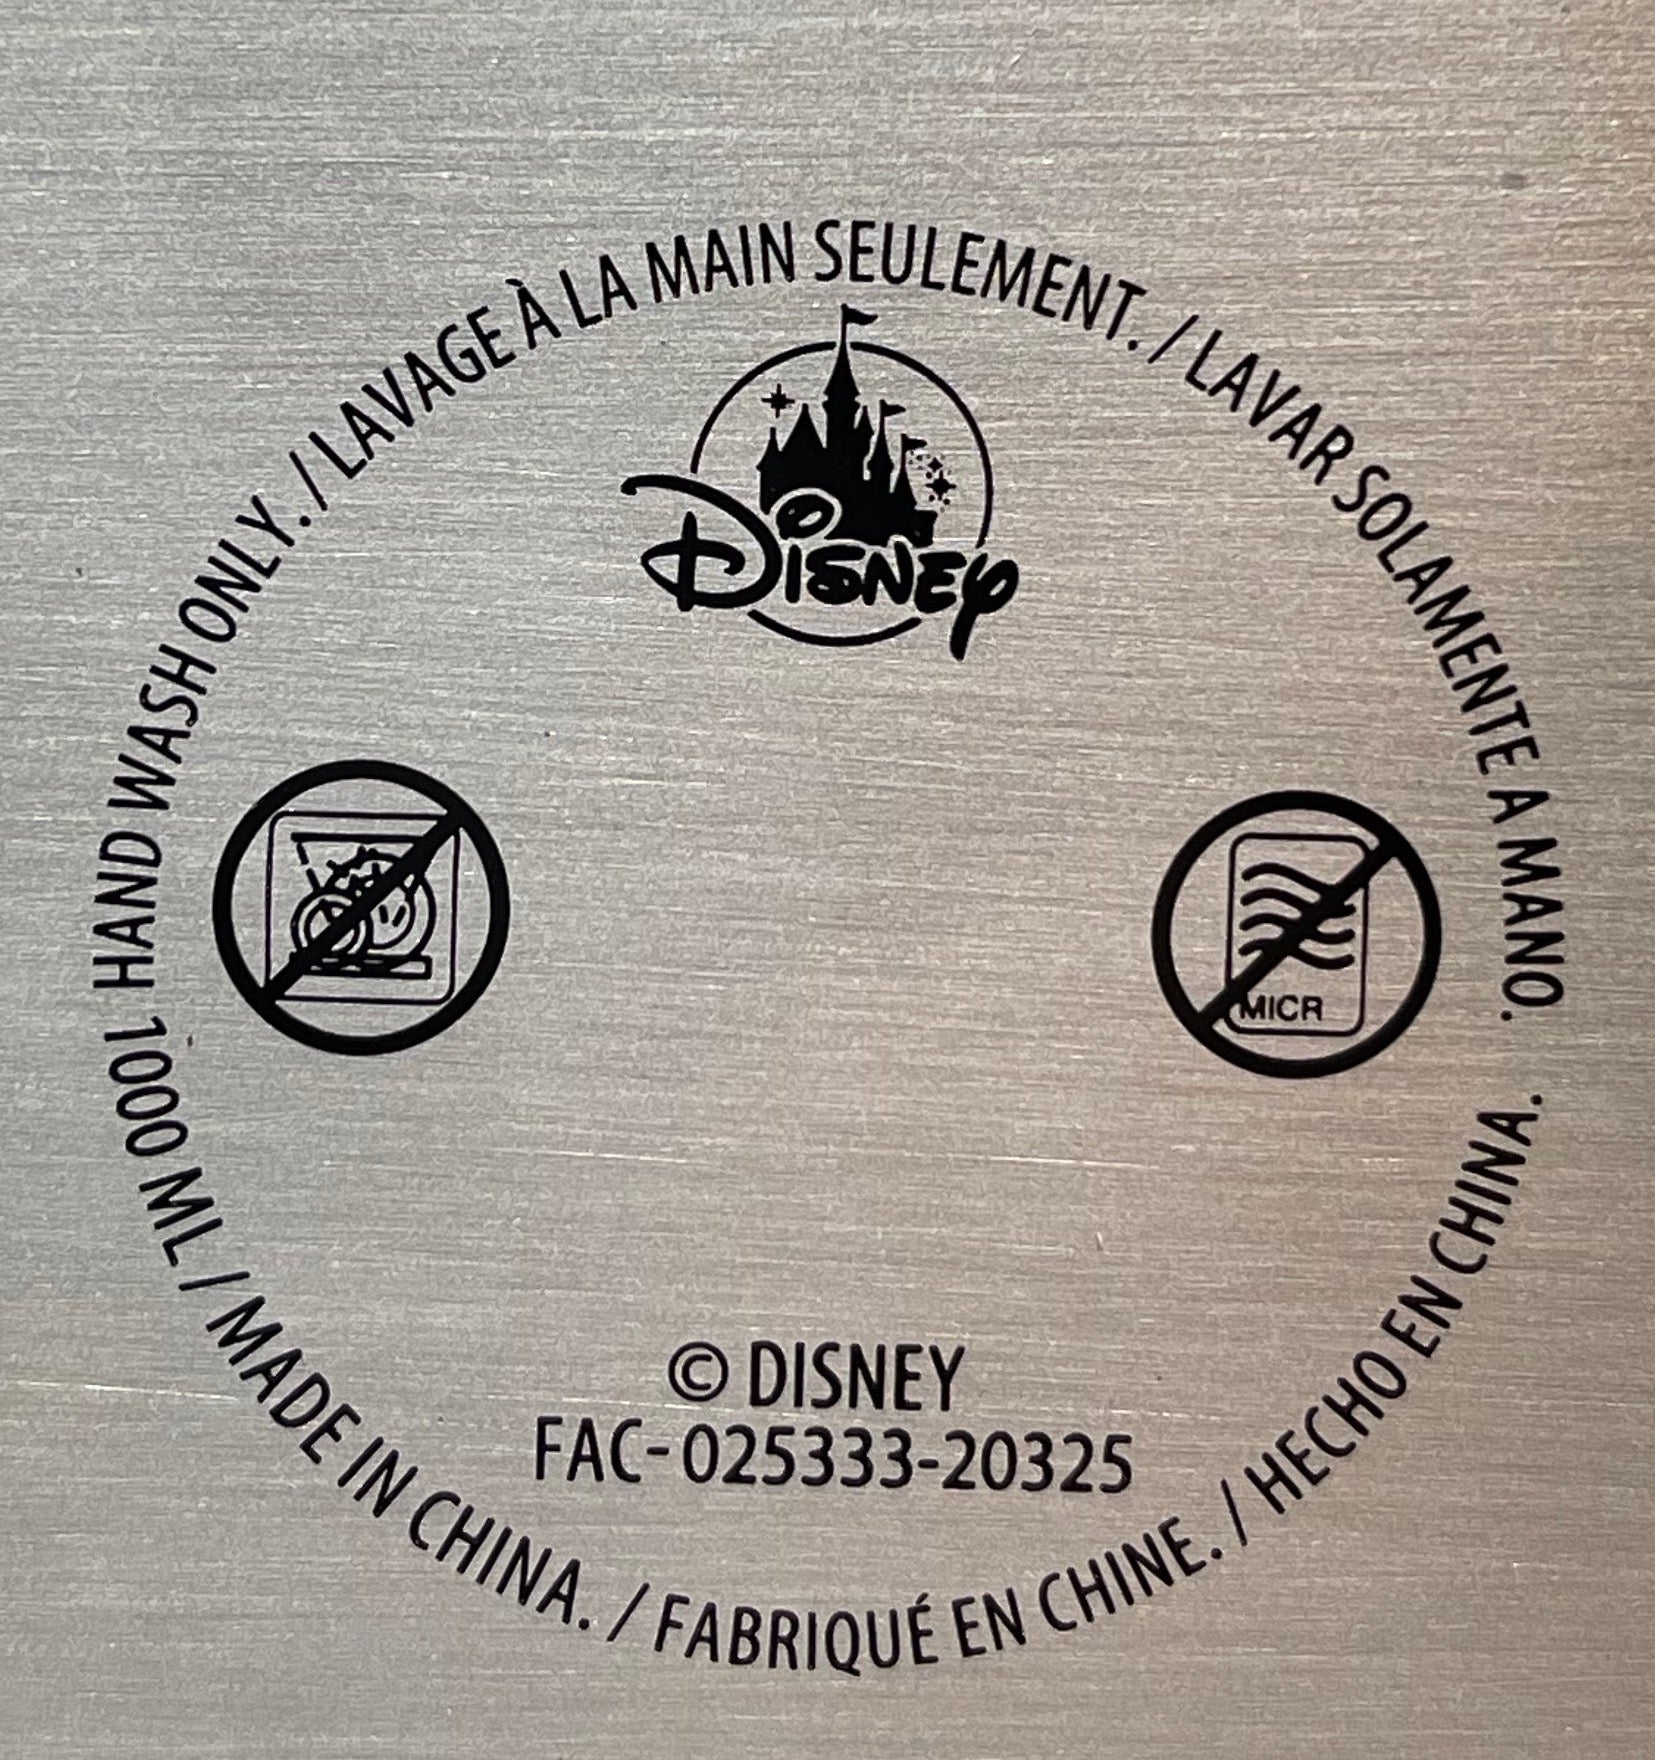 HAND WASH ONLY. / LAVAGE À LA MAIN SEULEMENT. / LAVAR SOLAMENTE A MANO.
Disney
MICR
© DISNEY
FAC-025333-20325
1000 ML / MADE IN CHINA. / FABRIQUÉ EN CHINE. / HECHO EN CHINA.